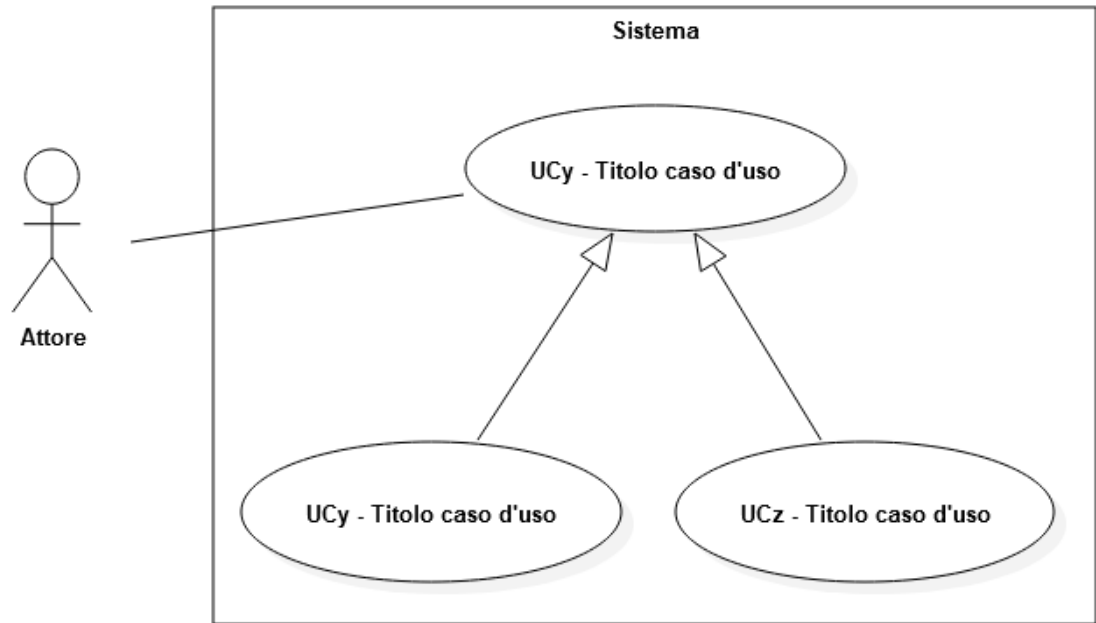 Sistema
UCy - Titolo caso d'uso
Attore
UCy - Titolo caso d'uso
UCz - Titolo caso d'uso